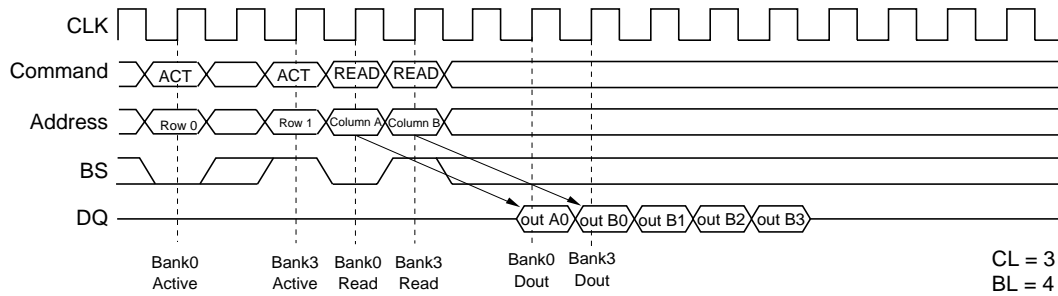 CLK
Command ACT ACT READ READ
Address Row 0 Row 1 Column A Column B
BS
DQ out A0 out B0 out B1 out B2 out B3
Bank0 Bank3 Bank0 Bank3 Bank0 Bank3
Active Active Read Read Dout Dout
CL = 3
BL = 4